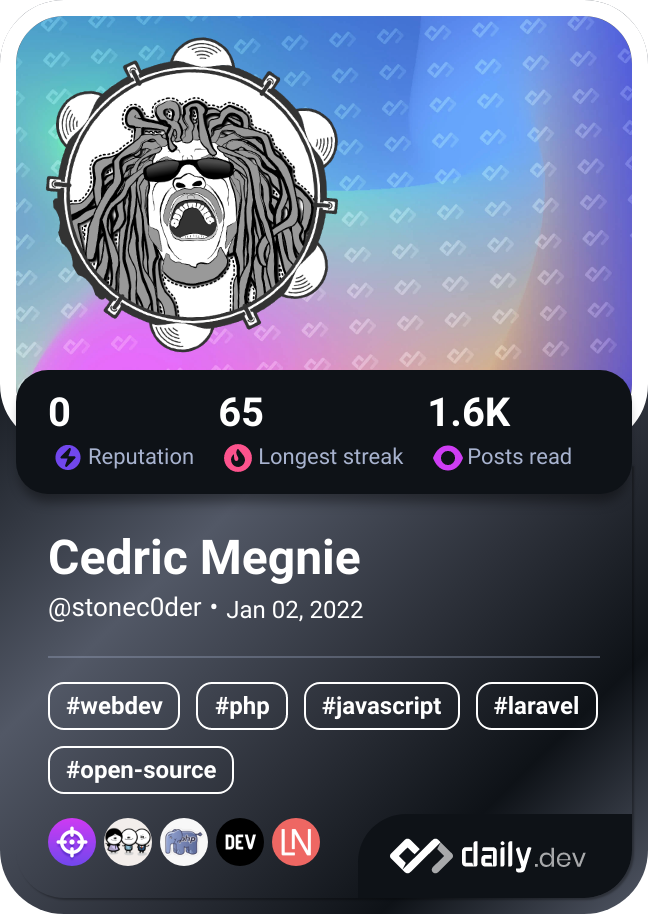 0 65 1.6K
Reputation Longest streak Posts read
Cedric Megnie
@stonec0der • Jan 02, 2022
#webdev #php #javascript #laravel
#open-source
php DEV LN
daily.dev